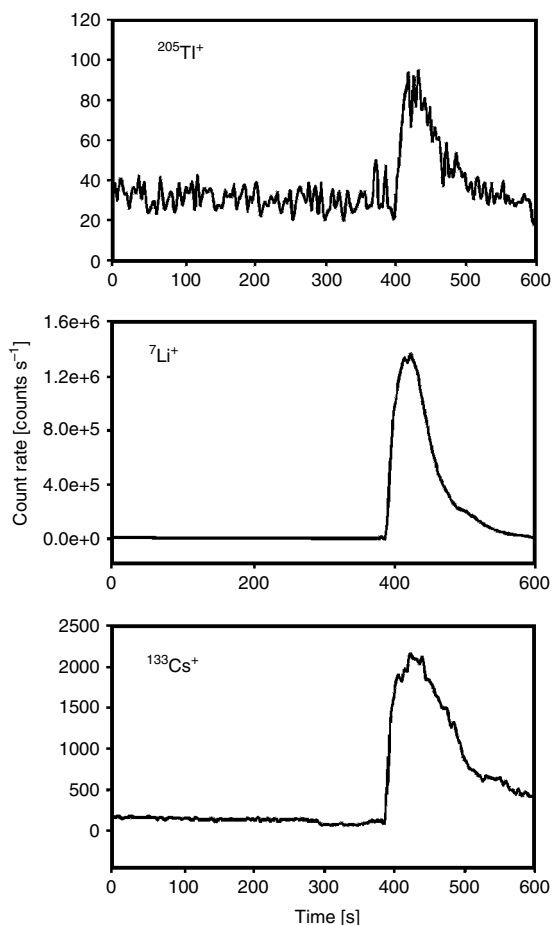 120
²⁰⁵Tl⁺
100
80
60
40
20
0
0 100 200 300 400 500 600
1.6e+6
⁷Li⁺
1.2e+6
8.0e+5
4.0e+5
0.0e+0
0 200 400 600
Count rate [counts s⁻¹]
2500
¹³³Cs⁺
2000
1500
1000
500
0
0 100 200 300 400 500 600
Time [s]